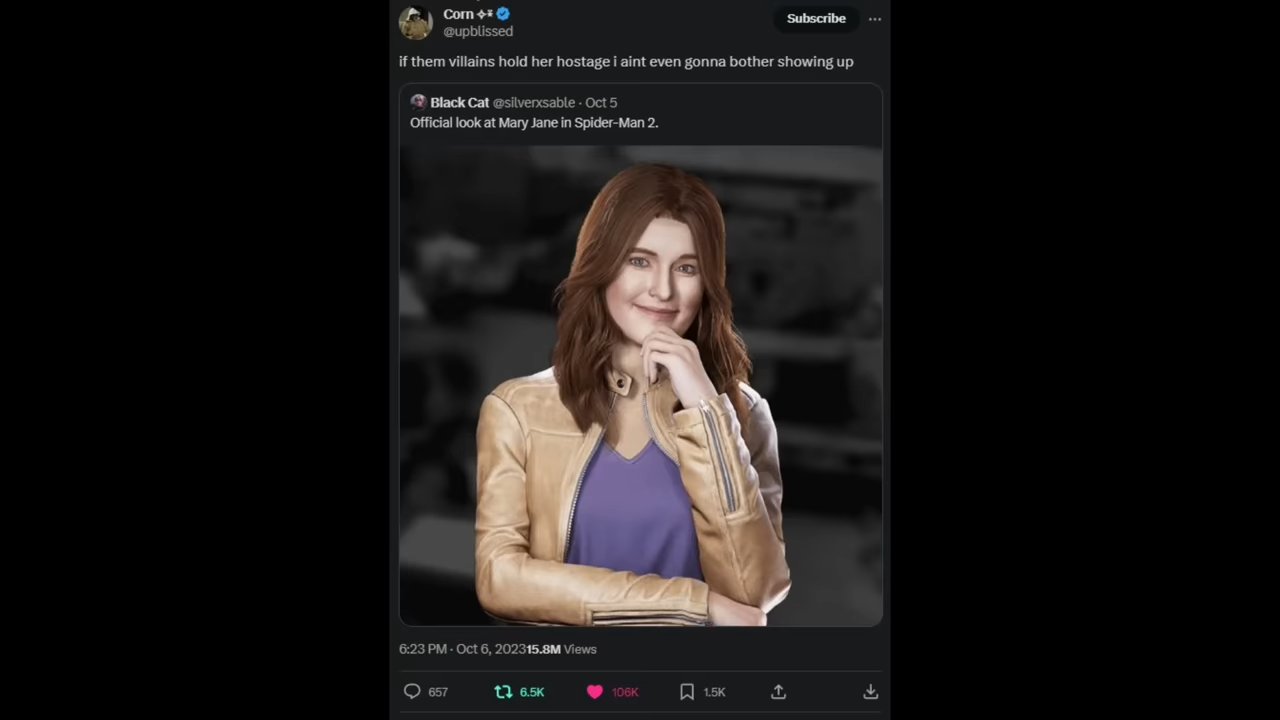 Corn ✧
@upblissed
Subscribe
if them villains hold her hostage i aint even gonna bother showing up
Black Cat @silverxsable · Oct 5
Official look at Mary Jane in Spider-Man 2.
6:23 PM · Oct 6, 202315.8M Views
657 6.5K 106K 1.5K